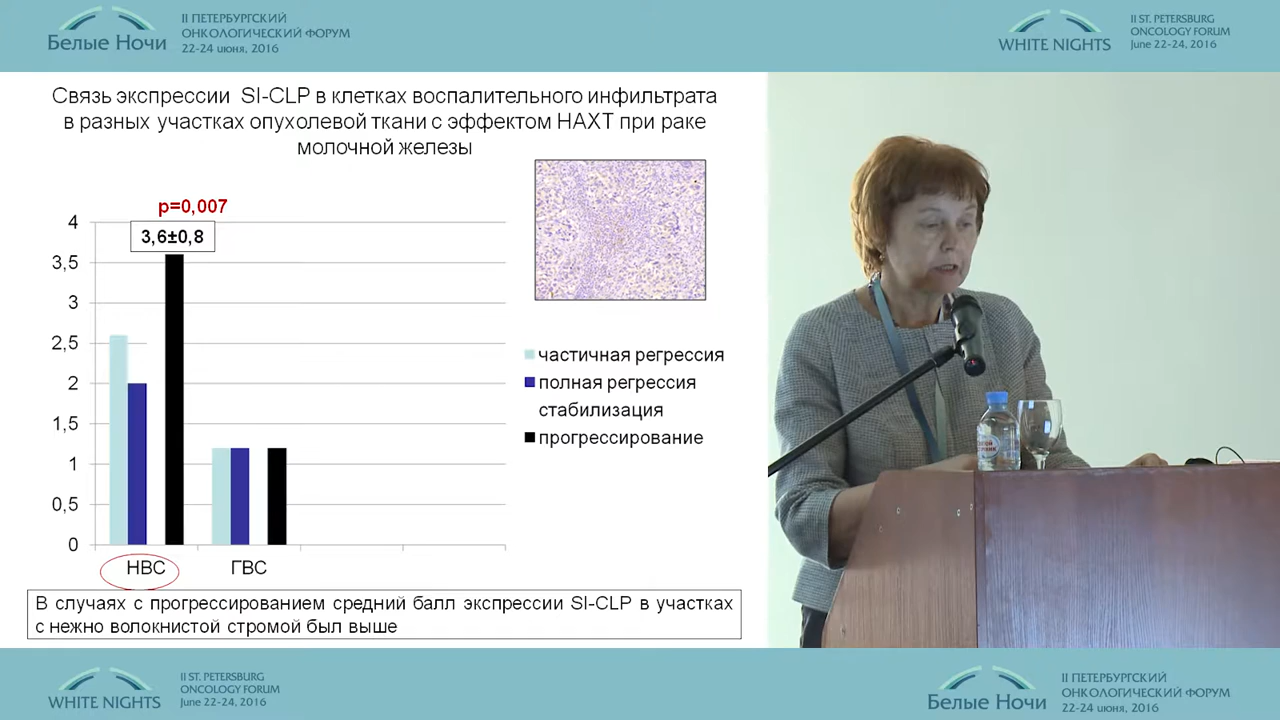 Белые Ночи
II ПЕТЕРБУРГСКИЙ
ОНКОЛОГИЧЕСКИЙ ФОРУМ
22-24 июня, 2016
WHITE NIGHTS
II ST. PETERSBURG
ONCOLOGY FORUM
June 22-24, 2016
Связь экспрессии SI-CLP в клетках воспалительного инфильтрата
в разных участках опухолевой ткани с эффектом НАХТ при раке
молочной железы
p=0,007
3,6±0,8
4
3,5
3
2,5
2
1,5
1
0,5
0
НВС
ГВС
частичная регрессия
полная регрессия
стабилизация
прогрессирование
В случаях с прогрессированием средний балл экспрессии SI-CLP в участках
с нежно волокнистой стромой был выше
WHITE NIGHTS
II ST. PETERSBURG
ONCOLOGY FORUM
June 22-24, 2016
Белые Ночи
II ПЕТЕРБУРГСКИЙ
ОНКОЛОГИЧЕСКИЙ ФОРУМ
22-24 июня, 2016